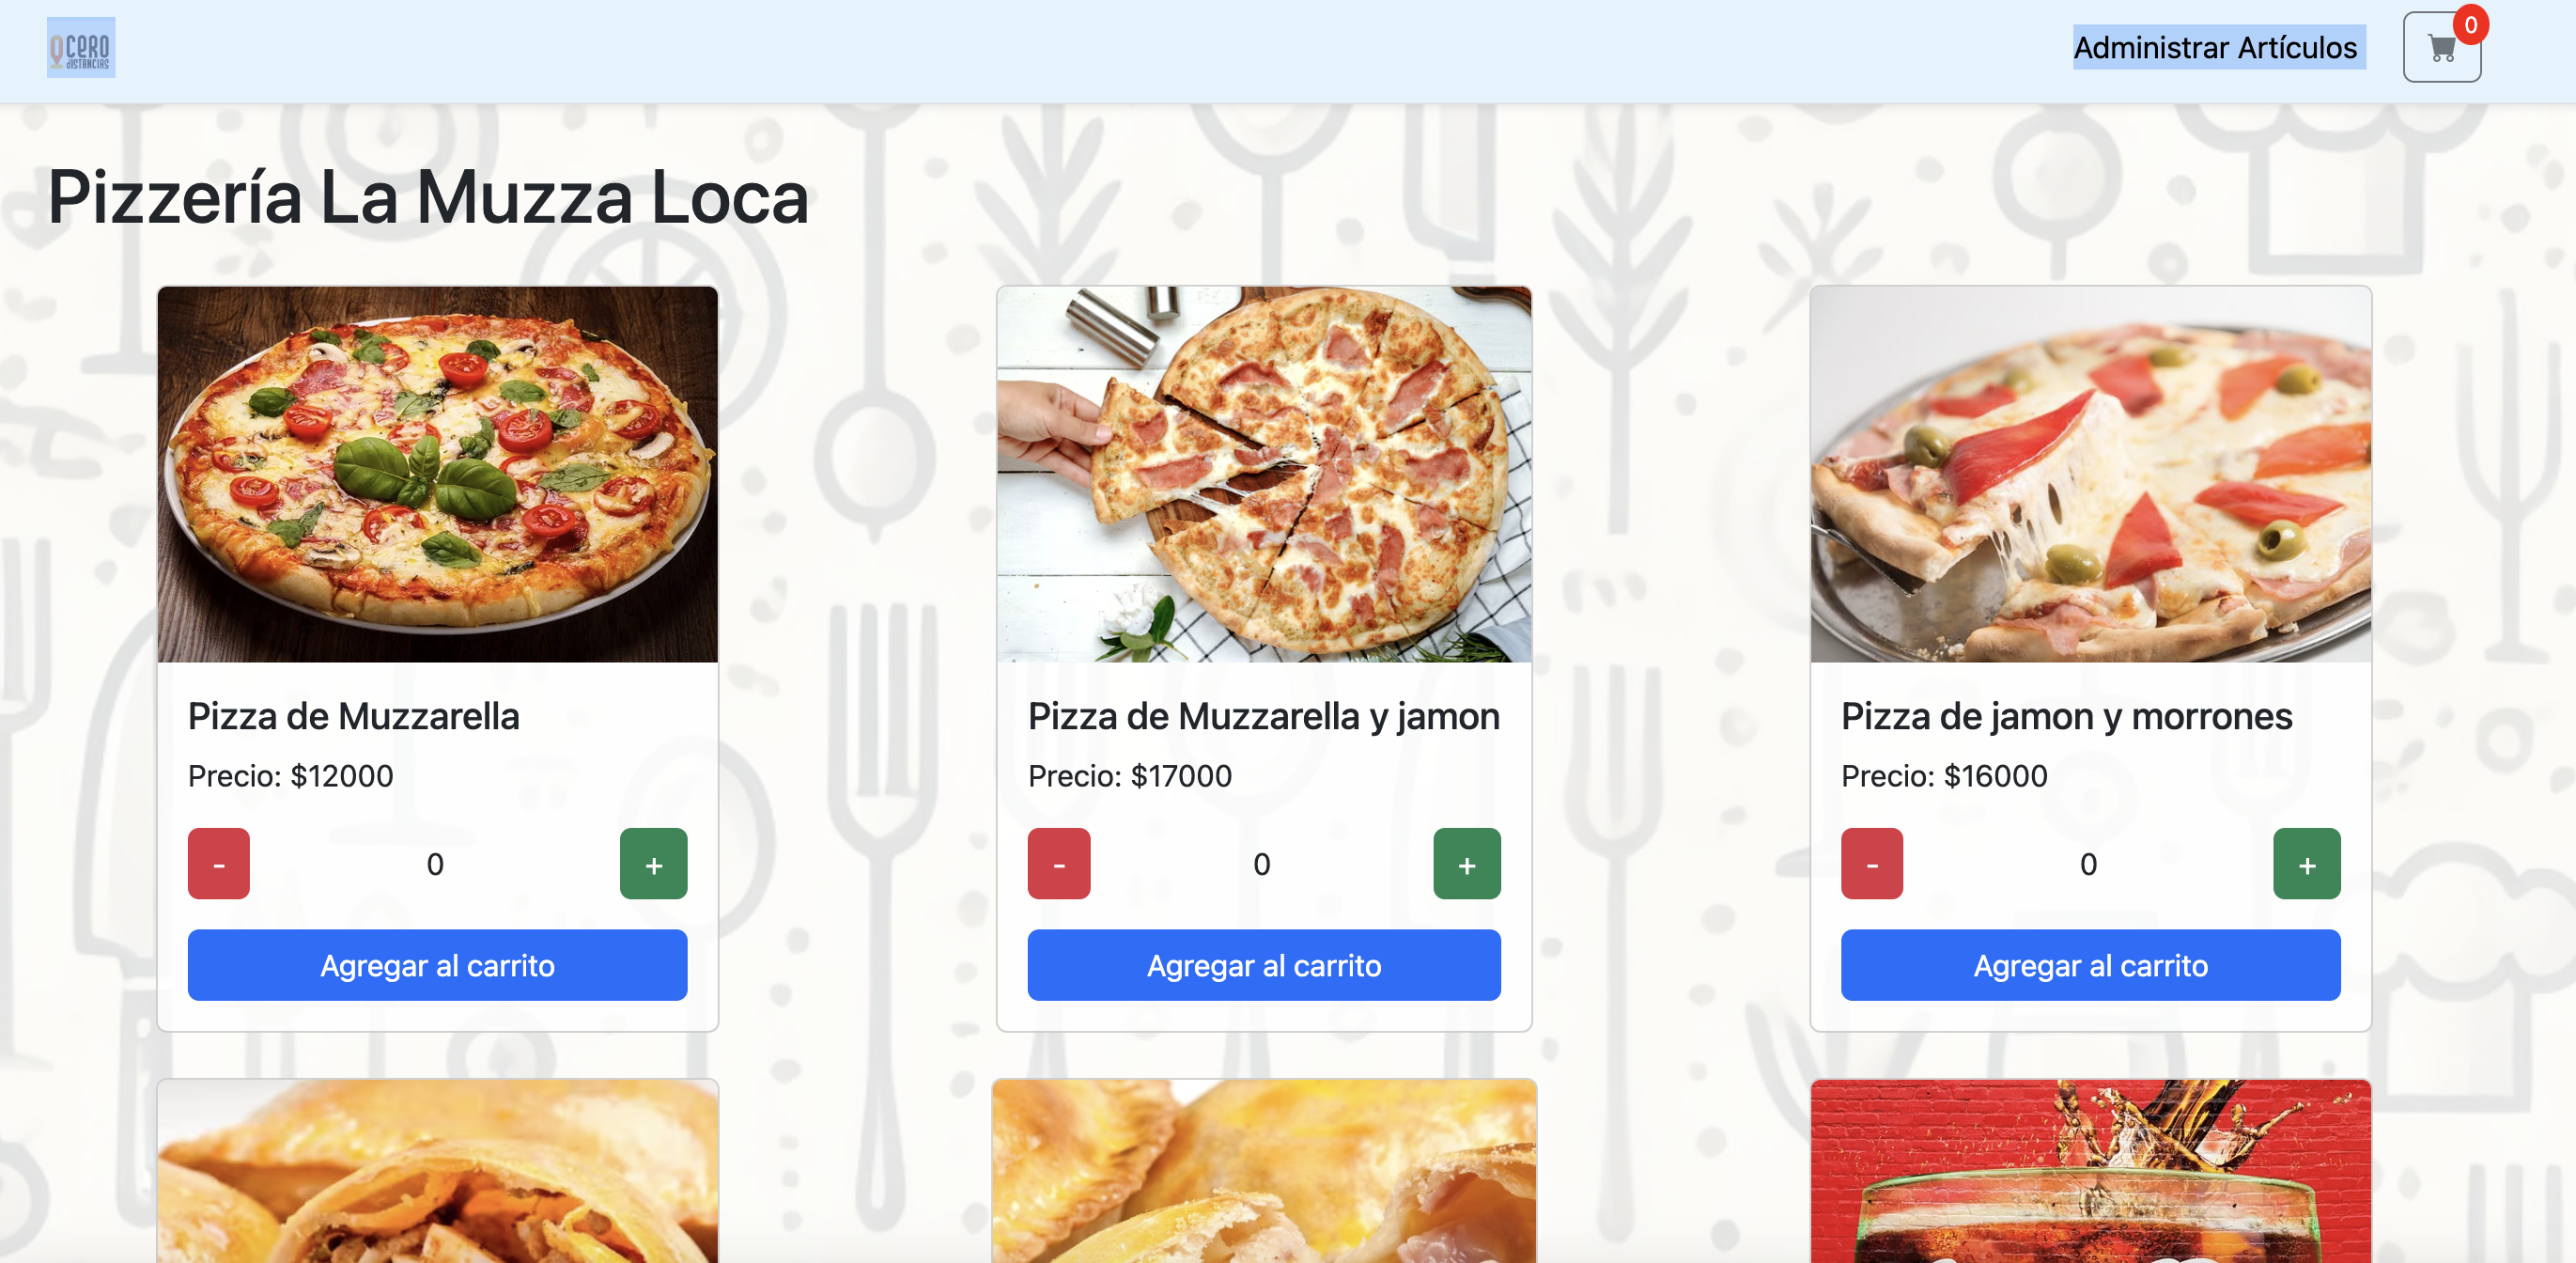 CERO
DISTANCIAS
Administrar Artículos
0
Pizzería La Muzza Loca
Pizza de Muzzarella
Precio: $12000
- 0 +
Agregar al carrito
Pizza de Muzzarella y jamon
Precio: $17000
- 0 +
Agregar al carrito
Pizza de jamon y morrones
Precio: $16000
- 0 +
Agregar al carrito